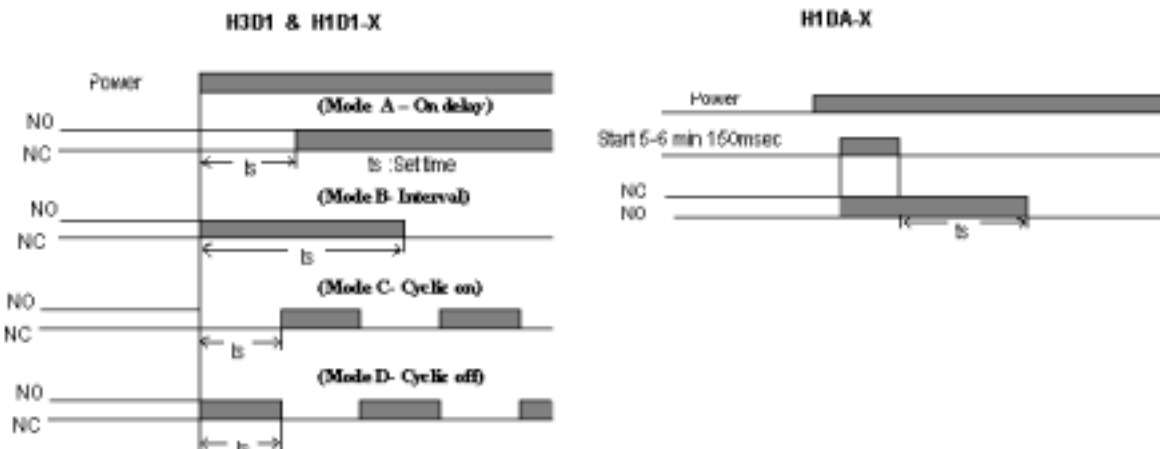 H3D1 & H1D1-X
Power
(Mode A – On delay)
NO
NC
ts
ts :Set time
(Mode B- Interval)
NO
NC
ts
(Mode C- Cyclic on)
NO
NC
ts
(Mode D- Cyclic off)
NO
NC
ts
H1DA-X
Power
Start 5-6 min 150msec
NC
NO
ts